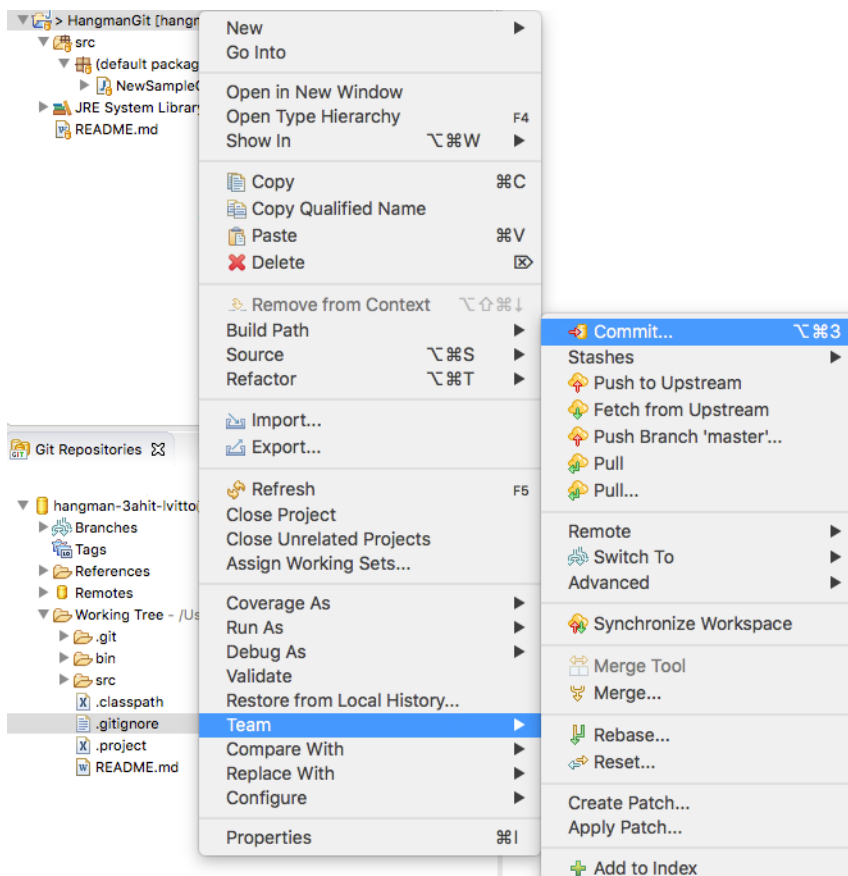 > HangmanGit [hangr
src
(default packag
NewSample
JRE System Library
README.md
Git Repositories
hangman-3ahit-lvitto
Branches
Tags
References
Remotes
Working Tree - /Us
.git
bin
src
.classpath
.gitignore
.project
README.md
New
Go Into
Open in New Window
Open Type Hierarchy F4
Show In ⌥⌘W
Copy ⌘C
Copy Qualified Name
Paste ⌘V
Delete ⌦
Remove from Context ⌥⇧⌘↓
Build Path
Source ⌥⌘S
Refactor ⌥⌘T
Import...
Export...
Refresh F5
Close Project
Close Unrelated Projects
Assign Working Sets...
Coverage As
Run As
Debug As
Validate
Restore from Local History...
Team
Compare With
Replace With
Configure
Properties ⌘I
Commit... ⌥⌘3
Stashes
Push to Upstream
Fetch from Upstream
Push Branch 'master'...
Pull
Pull...
Remote
Switch To
Advanced
Synchronize Workspace
Merge Tool
Merge...
Rebase...
Reset...
Create Patch...
Apply Patch...
Add to Index